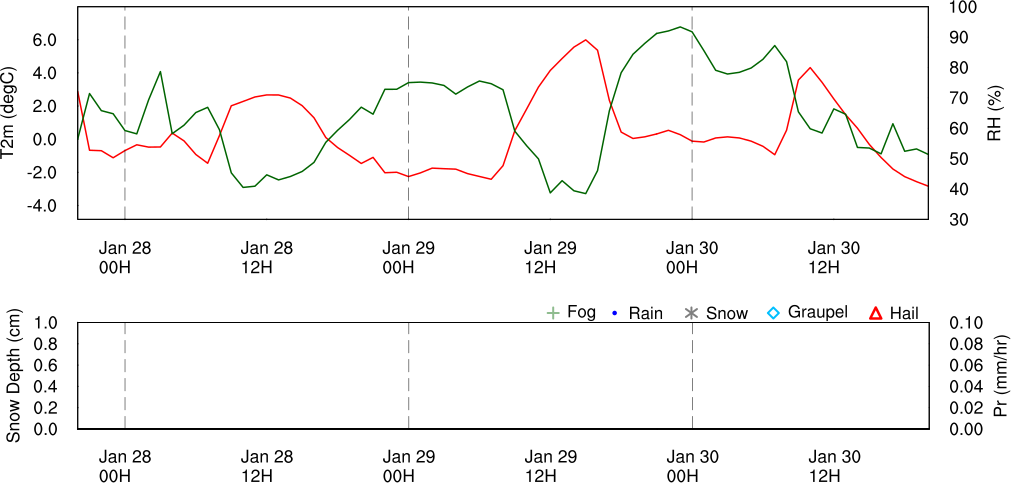 100
90
80
70
60
50
40
30
6.0
4.0
2.0
0.0
-2.0
-4.0
T2m (degC)
RH (%)
Jan 28 Jan 28 Jan 29 Jan 29 Jan 30 Jan 30
00H 12H 00H 12H 00H 12H
Fog Rain Snow Graupel Hail
1.0
0.8
0.6
0.4
0.2
0.0
Snow Depth (cm)
0.10
0.08
0.06
0.04
0.02
0.00
Pr (mm/hr)
Jan 28 Jan 28 Jan 29 Jan 29 Jan 30 Jan 30
00H 12H 00H 12H 00H 12H